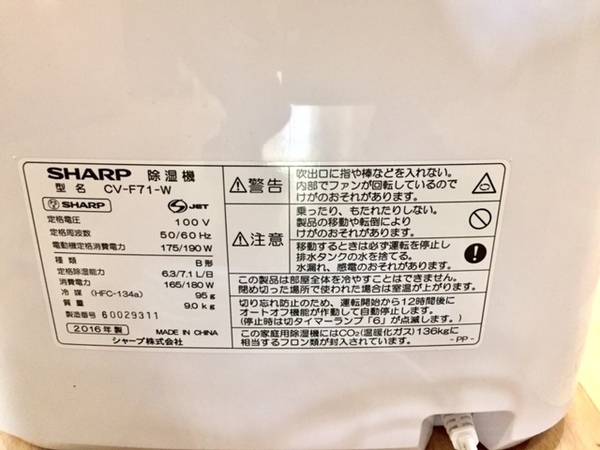 SHARP 除湿機
型 名 CV-F71-W
SHARP
JET
定格電圧 100V
定格周波数 50/60Hz
電動機定格消費電力 175/190W
種類 B形
定格除湿能力 6.3/7.1L/日
消費電力 165/180W
冷 媒 (HFC-134a) 95g
質 量 9.0kg
製造番号 60029311
2016年製 MADE IN CHINA
シャープ株式会社
警告
吹出口に指や棒などを入れない。
内部でファンが回転しているので
けがのおそれがあります。
注意
乗ったり、もたれたりしない。
製品の移動や転倒により
けがのおそれがあります。
移動するときは必ず運転を停止し
排水タンクの水を捨てる。
水漏れ、感電のおそれがあります。
この製品は部屋全体を冷やすことはできません。
閉め切った場所で使われた場合は室温が上がります。
切り忘れ防止のため、運転開始から12時間後に
オートオフ機能が作動して自動停止します。
(停止時は切タイマーランプ「6」が点滅します。)
この家庭用除湿機にはCO₂(温暖化ガス)136kgに
相当するフロン類が封入されています。 -PP-